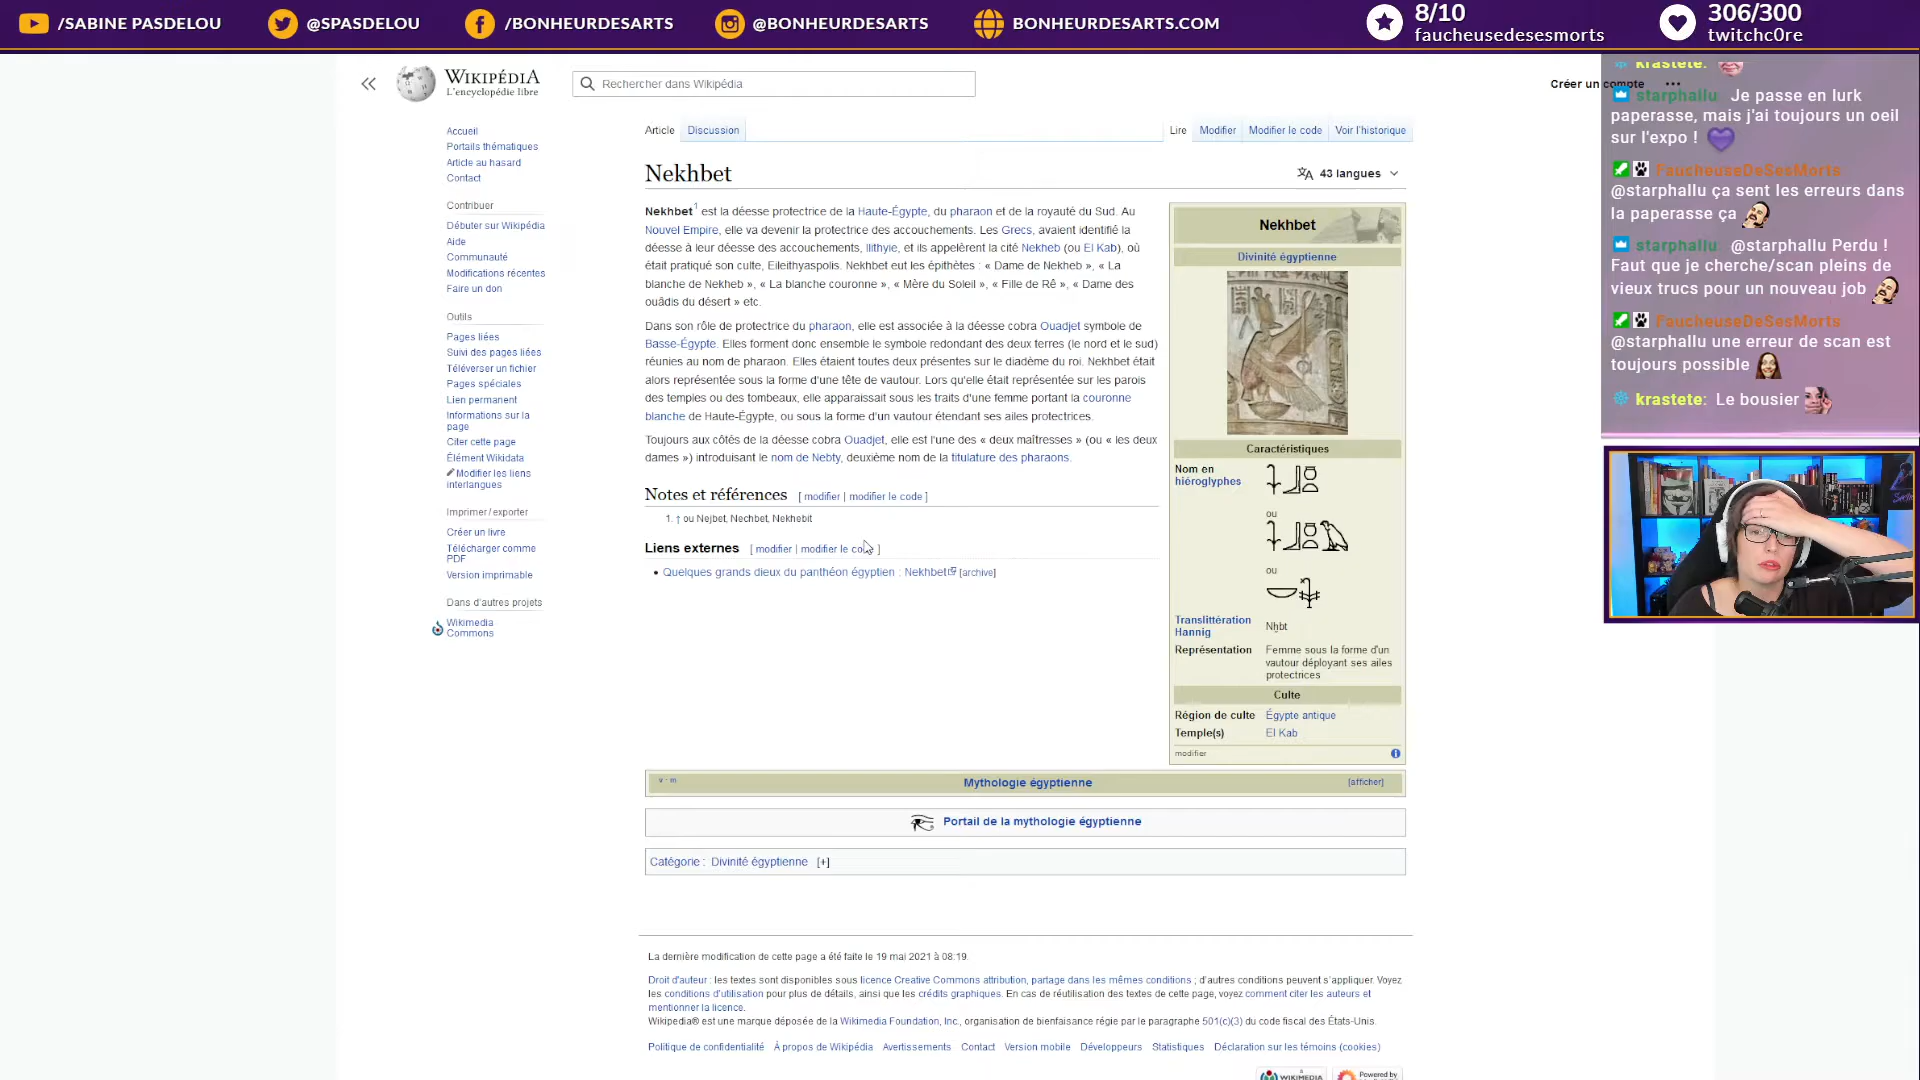 /SABINE PASDELOU
@SPASDELOU
/BONHEURDESARTS
@BONHEURDESARTS
BONHEURDESARTS.COM
8/10
faucheusedesesmorts
306/300
twitchc0re
WIKIPÉDIA
L'encyclopédie libre
Rechercher dans Wikipédia
Créer un compte
Accueil
Portails thématiques
Article au hasard
Contact
Contribuer
Débuter sur Wikipédia
Aide
Communauté
Modifications récentes
Faire un don
Outils
Pages liées
Suivi des pages liées
Téléverser un fichier
Pages spéciales
Lien permanent
Informations sur la
page
Citer cette page
Élément Wikidata
Modifier les liens
interlangues
Imprimer / exporter
Créer un livre
Télécharger comme
PDF
Version imprimable
Dans d'autres projets
Wikimedia
Commons
Article
Discussion
Lire
Modifier
Modifier le code
Voir l'historique
Nekhbet
43 langues
Nekhbet1 est la déesse protectrice de la Haute-Égypte, du pharaon et de la royauté du Sud. Au
Nouvel Empire, elle va devenir la protectrice des accouchements. Les Grecs, avaient identifié la
déesse à leur déesse des accouchements, Ilithyie, et ils appelèrent la cité Nekheb (ou El Kab), où
était pratiqué son culte, Eileithyaspolis. Nekhbet eut les épithètes : « Dame de Nekheb », « La
blanche de Nekheb », « La blanche couronne », « Mère du Soleil », « Fille de Rê », « Dame des
ouâdis du désert » etc.
Dans son rôle de protectrice du pharaon, elle est associée à la déesse cobra Ouadjet symbole de
Basse-Égypte. Elles forment donc ensemble le symbole redondant des deux terres (le nord et le sud)
réunies au nom de pharaon. Elles étaient toutes deux présentes sur le diadème du roi. Nekhbet était
alors représentée sous la forme d'une tête de vautour. Lors qu'elle était représentée sur les parois
des temples ou des tombeaux, elle apparaissait sous les traits d'une femme portant la couronne
blanche de Haute-Égypte, ou sous la forme d'un vautour étendant ses ailes protectrices.
Toujours aux côtés de la déesse cobra Ouadjet, elle est l'une des « deux maîtresses » (ou « les deux
dames ») introduisant le nom de Nebty, deuxième nom de la titulature des pharaons.
Notes et références [ modifier | modifier le code ]
1. ↑ ou Nejbet, Nechbet, Nekhebit
Liens externes [ modifier | modifier le co ]
• Quelques grands dieux du panthéon égyptien : Nekhbet [archive]
Nekhbet
Divinité égyptienne
Caractéristiques
Nom en
hiéroglyphes
ou
ou
Translittération
Hannig
Nḫbt
Représentation
Femme sous la forme d'un
vautour déployant ses ailes
protectrices
Culte
Région de culte
Égypte antique
Temple(s)
El Kab
modifier
v · m
Mythologie égyptienne
[afficher]
Portail de la mythologie égyptienne
Catégorie : Divinité égyptienne [+]
La dernière modification de cette page a été faite le 19 mai 2021 à 08:19.
Droit d'auteur : les textes sont disponibles sous licence Creative Commons attribution, partage dans les mêmes conditions ; d'autres conditions peuvent s'appliquer. Voyez
les conditions d'utilisation pour plus de détails, ainsi que les crédits graphiques. En cas de réutilisation des textes de cette page, voyez comment citer les auteurs et
mentionner la licence.
Wikipedia® est une marque déposée de la Wikimedia Foundation, Inc., organisation de bienfaisance régie par le paragraphe 501(c)(3) du code fiscal des États-Unis.
Politique de confidentialité
À propos de Wikipédia
Avertissements
Contact
Version mobile
Développeurs
Statistiques
Déclaration sur les témoins (cookies)
WIKIMEDIA
Powered by
krastete:
starphallu: Je passe en lurk
paperasse, mais j'ai toujours un oeil
sur l'expo !
FaucheuseDeSesMorts
@starphallu ça sent les erreurs dans
la paperasse ça
starphallu: @starphallu Perdu !
Faut que je cherche/scan pleins de
vieux trucs pour un nouveau job
FaucheuseDeSesMorts
@starphallu une erreur de scan est
toujours possible
krastete: Le bousier